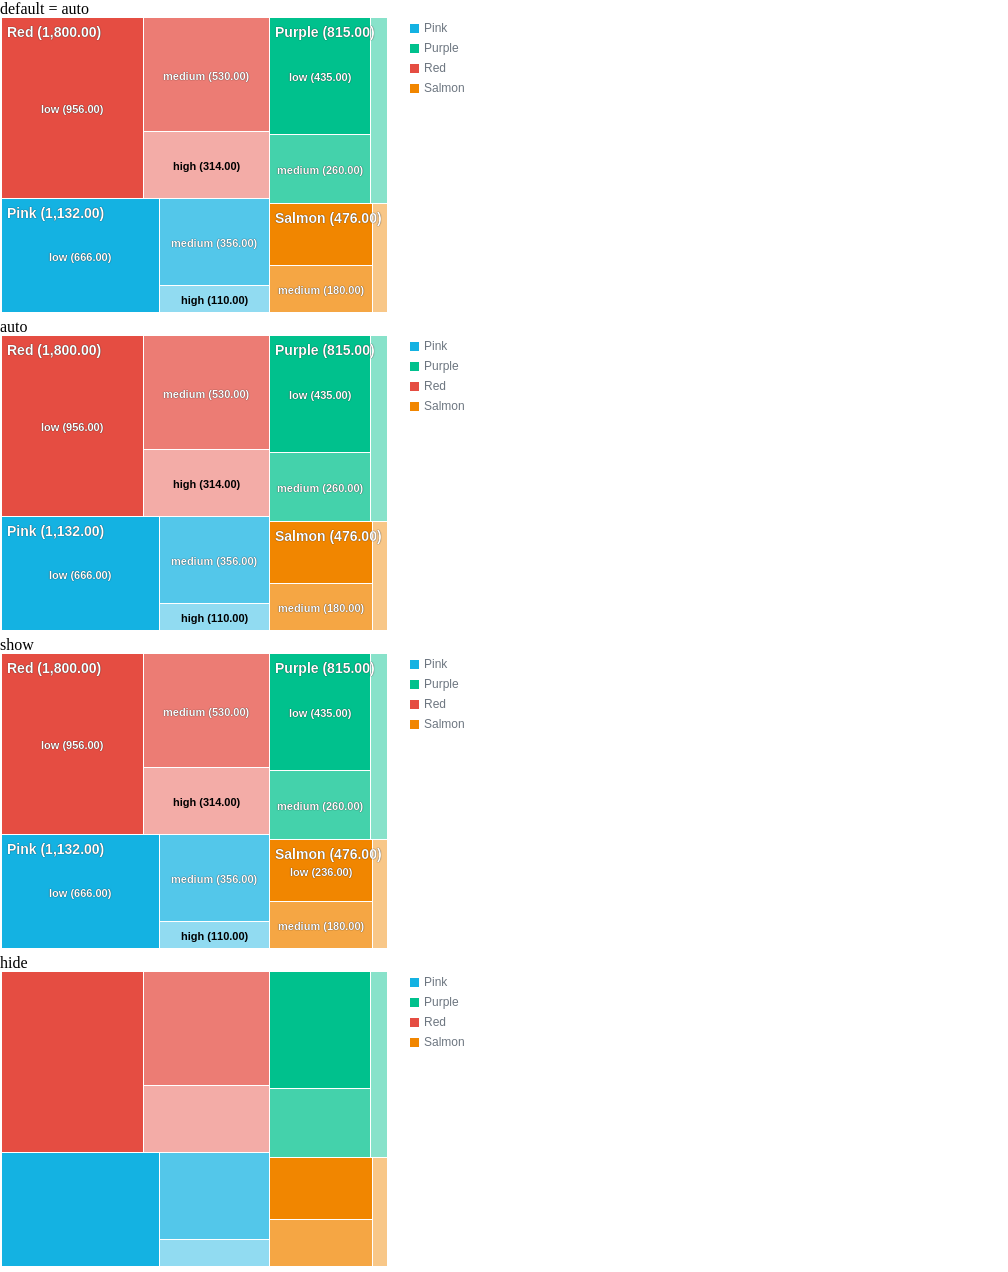 default = auto
Red (1,800.00)
low (956.00)
medium (530.00)
high (314.00)
Purple (815.00)
low (435.00)
medium (260.00)
Pink (1,132.00)
low (666.00)
medium (356.00)
high (110.00)
Salmon (476.00)
medium (180.00)
Pink
Purple
Red
Salmon
auto
Red (1,800.00)
low (956.00)
medium (530.00)
high (314.00)
Purple (815.00)
low (435.00)
medium (260.00)
Pink (1,132.00)
low (666.00)
medium (356.00)
high (110.00)
Salmon (476.00)
medium (180.00)
Pink
Purple
Red
Salmon
show
Red (1,800.00)
low (956.00)
medium (530.00)
high (314.00)
Purple (815.00)
low (435.00)
medium (260.00)
Pink (1,132.00)
low (666.00)
medium (356.00)
high (110.00)
Salmon (476.00)
low (236.00)
medium (180.00)
Pink
Purple
Red
Salmon
hide
Pink
Purple
Red
Salmon